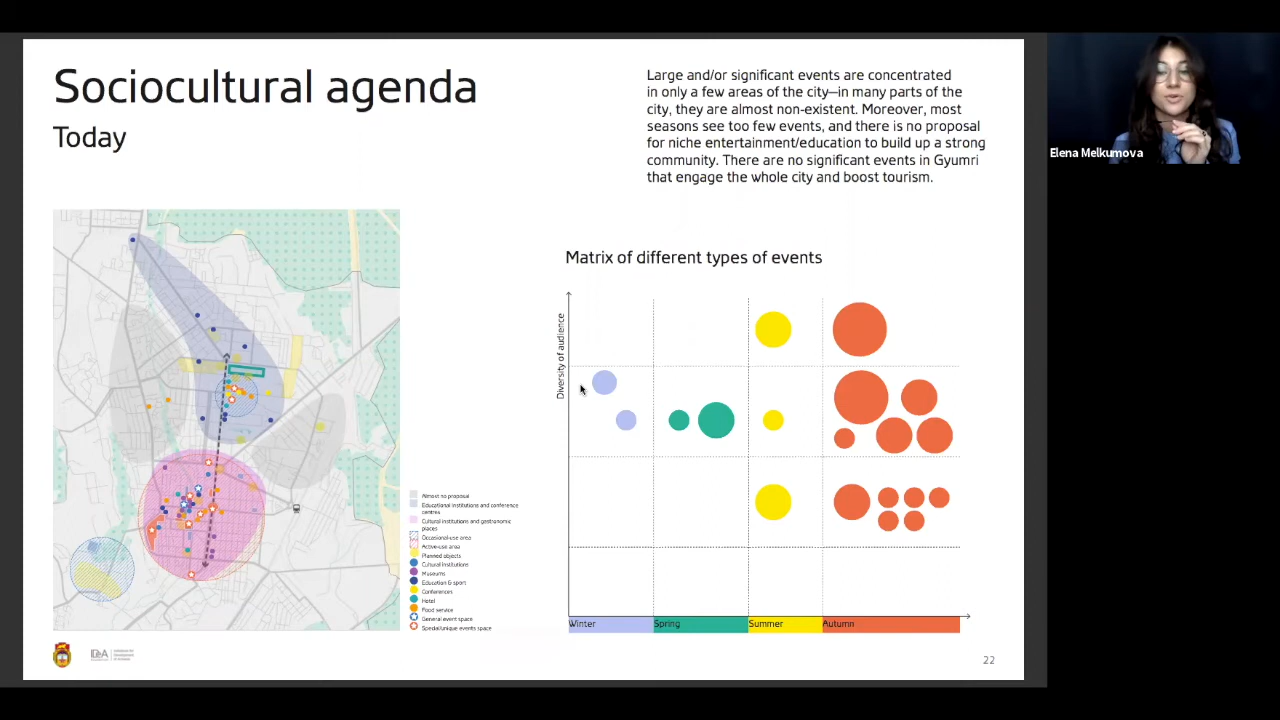 Sociocultural agenda
Today
Large and/or significant events are concentrated
in only a few areas of the city—in many parts of the
city, they are almost non-existent. Moreover, most
seasons see too few events, and there is no proposal
for niche entertainment/education to build up a strong
community. There are no significant events in Gyumri
that engage the whole city and boost tourism.
Elena Melkumova
Matrix of different types of events
Diversity of audience
Winter
Spring
Summer
Autumn
Almost no proposal
Educational institutions and conference
centres
Cultural institutions and gastronomic
places
Occasional-use area
Active-use area
Planned objects
Cultural institutions
Museums
Education & sport
Conferences
Hotel
Food service
General event space
Special/unique events space
IDeA
22